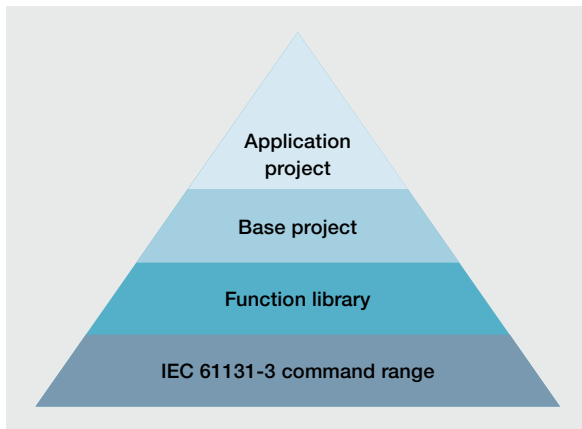 Application
project
Base project
Function library
IEC 61131-3 command range